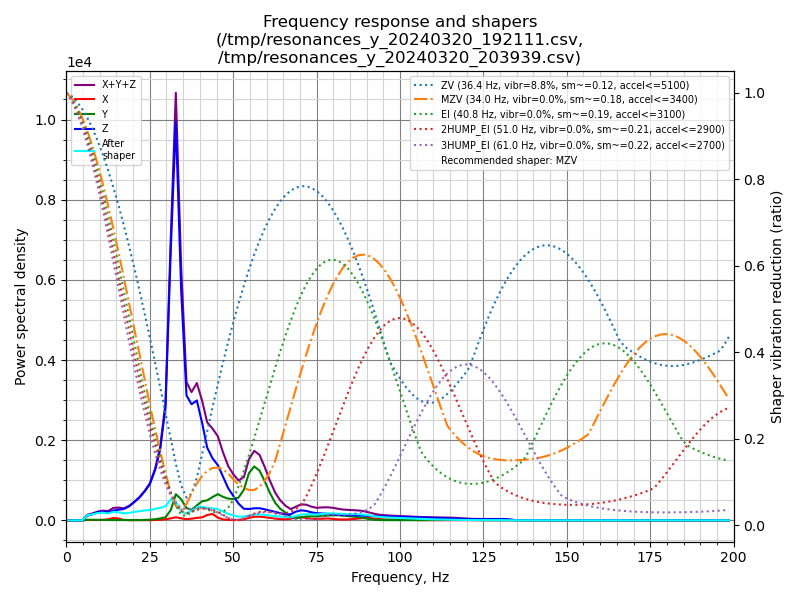 Frequency response and shapers
(/tmp/resonances_y_20240320_192111.csv,
/tmp/resonances_y_20240320_203939.csv)
1e4
X+Y+Z
X
Y
Z
After
shaper
ZV (36.4 Hz, vibr=8.8%, sm~=0.12, accel<=5100)
MZV (34.0 Hz, vibr=0.0%, sm~=0.18, accel<=3400)
EI (40.8 Hz, vibr=0.0%, sm~=0.19, accel<=3100)
2HUMP_EI (51.0 Hz, vibr=0.0%, sm~=0.21, accel<=2900)
3HUMP_EI (61.0 Hz, vibr=0.0%, sm~=0.22, accel<=2700)
Recommended shaper: MZV
Power spectral density
1.0
0.8
0.6
0.4
0.2
0.0
Shaper vibration reduction (ratio)
1.0
0.8
0.6
0.4
0.2
0.0
0 25 50 75 100 125 150 175 200
Frequency, Hz